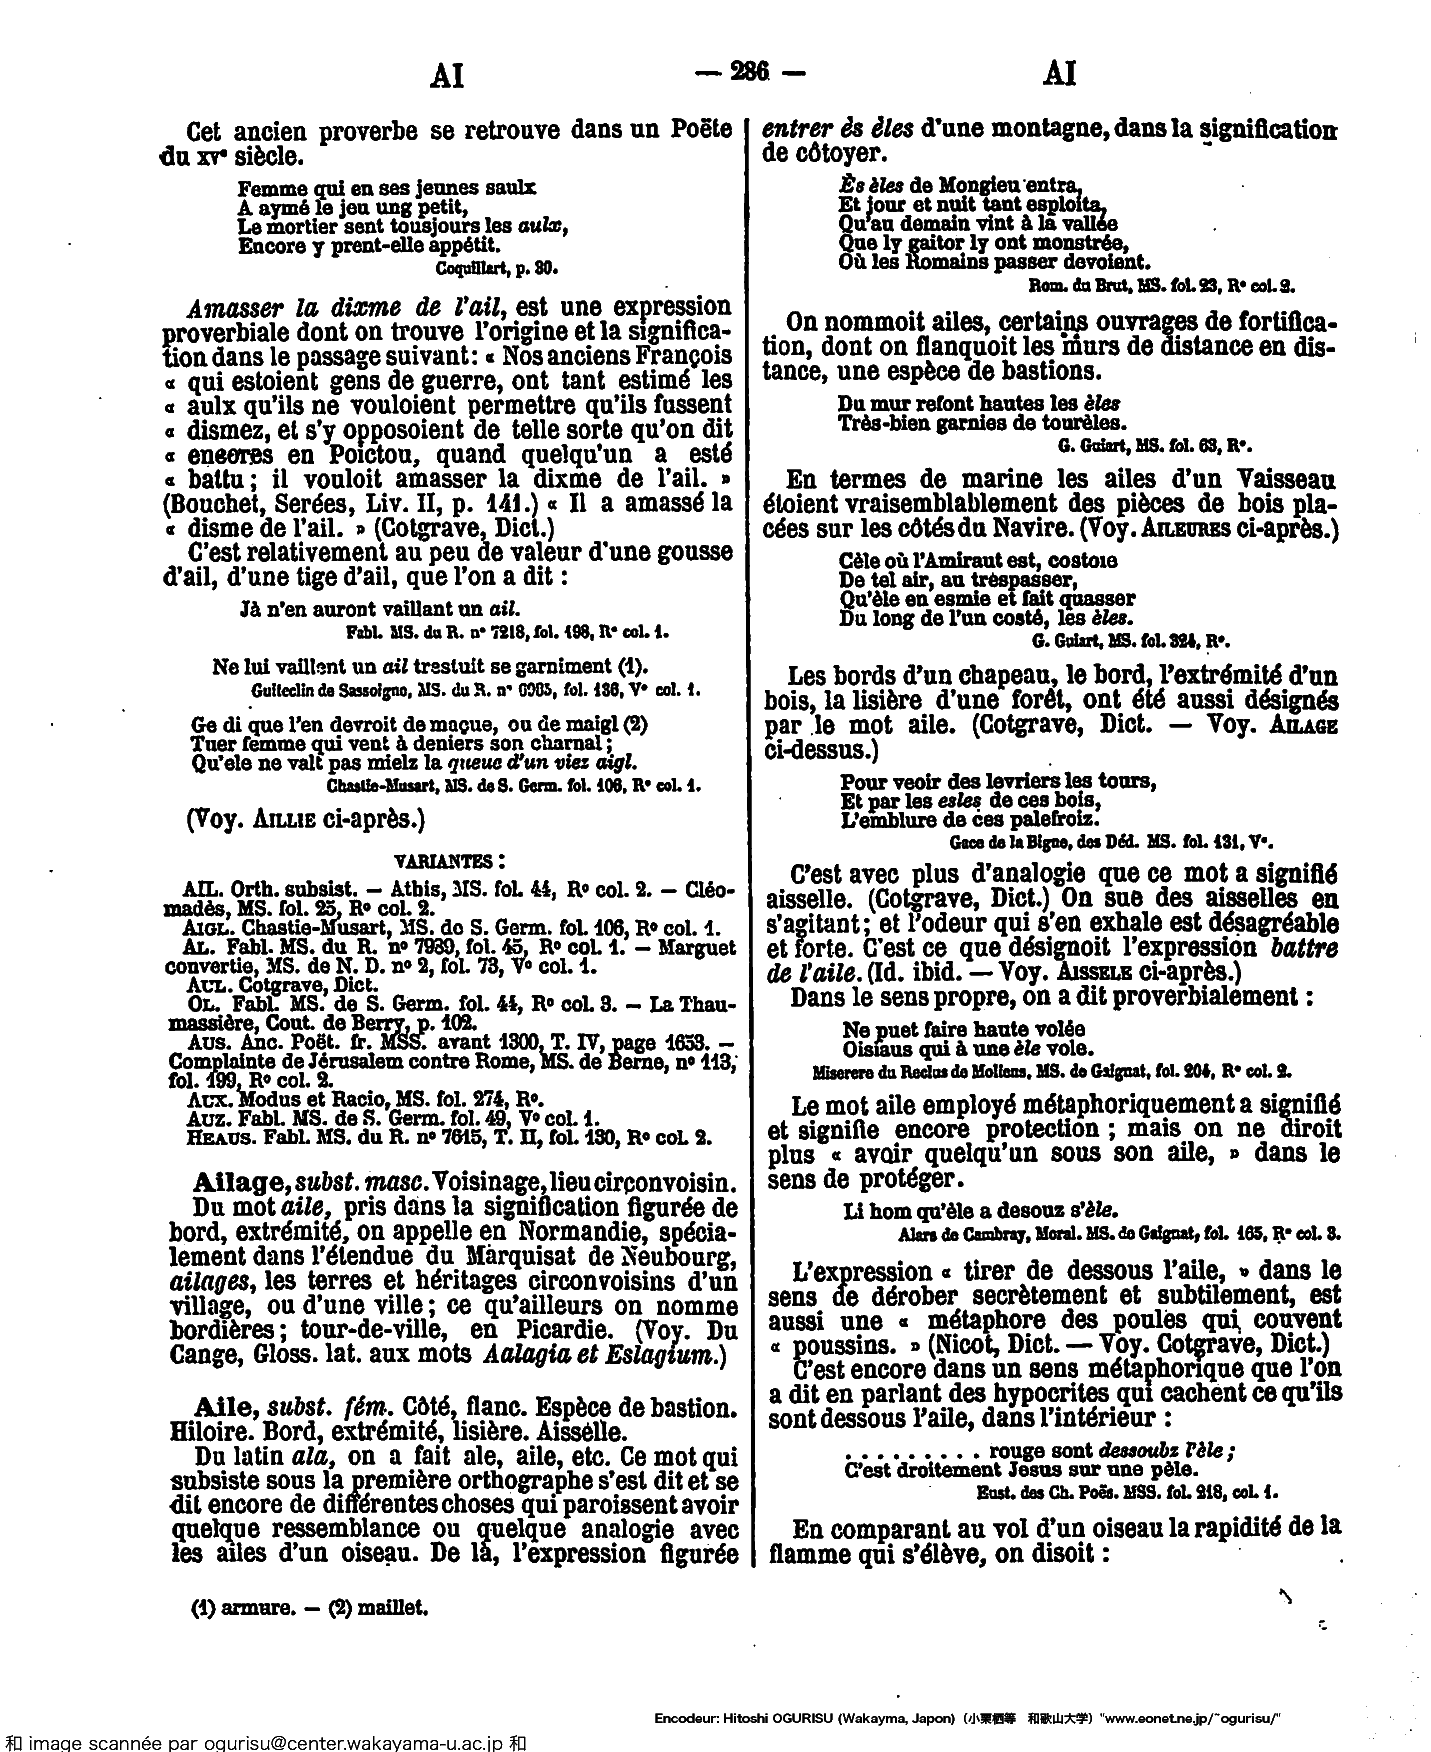 AI
— 286 —
AI
Cet ancien proverbe se retrouve dans un Poëte
du XVᵉ siècle.
Femme qui en ses jeunes saulx
A aymé le jeu ung petit,
Le mortier sent tousjours les aulx,
Encore y prent-elle appétit.
Coquillart, p. 30.
Amasser la dixme de l'ail, est une expression
proverbiale dont on trouve l'origine et la significa-
tion dans le passage suivant : « Nos anciens François
« qui estoient gens de guerre, ont tant estimé les
« aulx qu'ils ne vouloient permettre qu'ils fussent
« dismez, et s'y opposoient de telle sorte qu'on dit
« encores en Poictou, quand quelqu'un a esté
« battu ; il vouloit amasser la dixme de l'ail. »
(Bouchet, Serées, Liv. II, p. 141.) « Il a amassé la
« disme de l'ail. » (Cotgrave, Dict.)
C'est relativement au peu de valeur d'une gousse
d'ail, d'une tige d'ail, que l'on a dit :
Jà n'en auront vaillant un ail.
Fabl. MS. du R. nº 7218, fol. 198, Rº col. 1.
Ne lui vaillent un ail trestuit se garniment (1).
Guiteclin de Sassoigne, MS. du R. nº 6985, fol. 136, Vº col. 1.
Ge di que l'en devroit de maçue, ou de maigl (2)
Tuer femme qui vent à deniers son charnal ;
Qu'ele ne valt pas mielz la queue d'un viez aigl.
Chastie-Musart, MS. de S. Germ. fol. 106, Rº col. 1.
(Voy. AILLIE ci-après.)
VARIANTES :
AIL. Orth. subsist. — Athis, MS. fol. 44, Rº col. 2. — Cléo-
madès, MS. fol. 25, Rº col. 2.
AIGL. Chastie-Musart, MS. de S. Germ. fol. 106, Rº col. 1.
AL. Fabl. MS. du R. nº 7989, fol. 45, Rº col. 1. — Marguet
convertie, MS. de N. D. nº 2, fol. 73, Vº col. 1.
AUL. Cotgrave, Dict.
OL. Fabl. MS. de S. Germ. fol. 44, Rº col. 3. — La Thau-
massière, Cout. de Berry, p. 102.
AUS. Anc. Poët. fr. MSS. avant 1300, T. IV, page 1653. —
Complainte de Jérusalem contre Rome, MS. de Berne, nº 113,
fol. 199, Rº col. 2.
AUX. Modus et Racio, MS. fol. 274, Rº.
AUZ. Fabl. MS. de S. Germ. fol. 49, Vº col. 1.
HEAUS. Fabl. MS. du R. nº 7615, T. II, fol. 130, Rº col. 2.
Ailage, subst. masc. Voisinage, lieu circonvoisin.
Du mot aile, pris dans la signification figurée de
bord, extrémité, on appelle en Normandie, spécia-
lement dans l'étendue du Marquisat de Neubourg,
ailages, les terres et héritages circonvoisins d'un
village, ou d'une ville ; ce qu'ailleurs on nomme
bordières ; tour-de-ville, en Picardie. (Voy. Du
Cange, Gloss. lat. aux mots Aalagia et Eslagium.)
Aile, subst. fém. Côté, flanc. Espèce de bastion.
Hiloire. Bord, extrémité, lisière. Aisselle.
Du latin ala, on a fait ale, aile, etc. Ce mot qui
subsiste sous la première orthographe s'est dit et se
dit encore de différentes choses qui paroissent avoir
quelque ressemblance ou quelque analogie avec
les ailes d'un oiseau. De là, l'expression figurée
(1) armure. — (2) maillet.
entrer ès èles d'une montagne, dans la signification
de côtoyer.
Ès èles de Mongieu entra,
Et jour et nuit tant esploita,
Qu'au demain vint à la vallée
Que ly gaitor ly ont monstrée,
Où les Romains passer devoient.
Rom. du Brut, MS. fol. 23, Rº col. 2.
On nommoit ailes, certains ouvrages de fortifica-
tion, dont on flanquoit les murs de distance en dis-
tance, une espèce de bastions.
Du mur refont hautes les èles
Très-bien garnies de tourèles.
G. Guiart, MS. fol. 63, Rº.
En termes de marine les ailes d'un Vaisseau
étoient vraisemblablement des pièces de bois pla-
cées sur les côtés du Navire. (Voy. AILEURES ci-après.)
Cèle où l'Amiraut est, costoie
De tel air, au trèspasser,
Qu'èle en esmie et fait quasser
Du long de l'un costé, les èles.
G. Guiart, MS. fol. 324, Rº.
Les bords d'un chapeau, le bord, l'extrémité d'un
bois, la lisière d'une forêt, ont été aussi désignés
par le mot aile. (Cotgrave, Dict. — Voy. AILAGE
ci-dessus.)
Pour veoir des levriers les tours,
Et par les esles de ces bois,
L'emblure de ces palefroiz.
Gace de la Bigne, des Déd. MS. fol. 131, Vº.
C'est avec plus d'analogie que ce mot a signifié
aisselle. (Cotgrave, Dict.) On sue des aisselles en
s'agitant ; et l'odeur qui s'en exhale est désagréable
et forte. C'est ce que désignoit l'expression battre
de l'aile. (Id. ibid. — Voy. AISSELE ci-après.)
Dans le sens propre, on a dit proverbialement :
Ne puet faire haute volée
Oisiaus qui à une èle vole.
Miserere du Reclus de Moliens, MS. de Gaignat, fol. 204, Rº col. 2.
Le mot aile employé métaphoriquement a signifié
et signifie encore protection ; mais on ne diroit
plus « avoir quelqu'un sous son aile, » dans le
sens de protéger.
Li hom qu'èle a desouz s'èle.
Alars de Cambray, Moral. MS. de Gaignat, fol. 165, Rº col. 3.
L'expression « tirer de dessous l'aile, » dans le
sens de dérober secrètement et subtilement, est
aussi une « métaphore des poules qui couvent
« poussins. » (Nicot, Dict. — Voy. Cotgrave, Dict.)
C'est encore dans un sens métaphorique que l'on
a dit en parlant des hypocrites qui cachent ce qu'ils
sont dessous l'aile, dans l'intérieur :
. . . . . . . . . rouge sont dessoubz l'èle ;
C'est droitement Jesus sur une pèle.
Eust. des Ch. Poës. MSS. fol. 218, col. 1.
En comparant au vol d'un oiseau la rapidité de la
flamme qui s'élève, on disoit :
Encodeur: Hitoshi OGURISU (Wakayma, Japon) (小栗栖等 和歌山大学) "www.eonet.ne.jp/~ogurisu/"
和 image scannée par ogurisu@center.wakayama-u.ac.jp 和